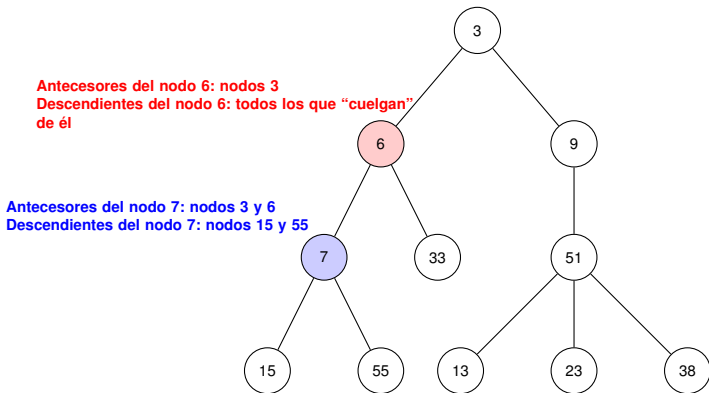 3
Antecesores del nodo 6: nodos 3
Descendientes del nodo 6: todos los que “cuelgan”
de él
6
9
Antecesores del nodo 7: nodos 3 y 6
Descendientes del nodo 7: nodos 15 y 55
7
33
51
15
55
13
23
38